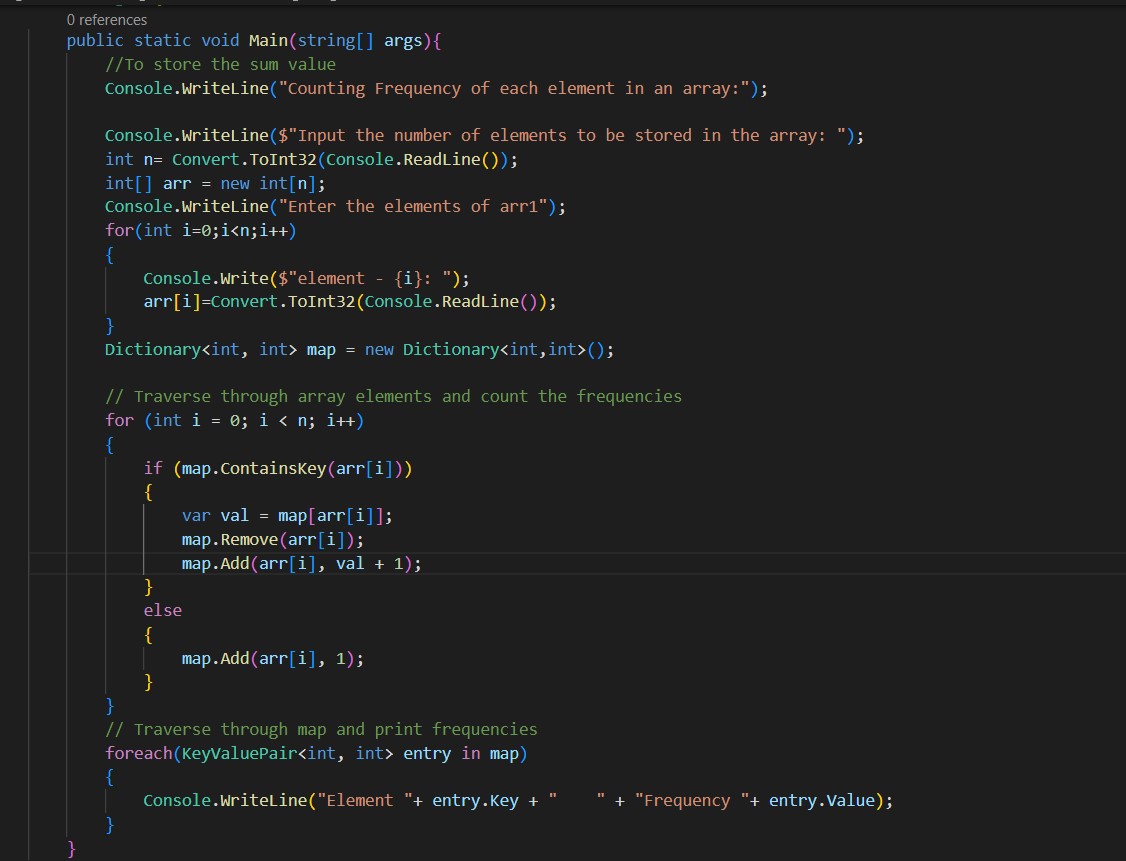 0 references
public static void Main(string[] args){
//To store the sum value
Console.WriteLine("Counting Frequency of each element in an array:");
Console.WriteLine($"Input the number of elements to be stored in the array: ");
int n= Convert.ToInt32(Console.ReadLine());
int[] arr = new int[n];
Console.WriteLine("Enter the elements of arr1");
for(int i=0;i<n;i++)
{
Console.Write($"element - {i}: ");
arr[i]=Convert.ToInt32(Console.ReadLine());
}
Dictionary<int, int> map = new Dictionary<int,int>();
// Traverse through array elements and count the frequencies
for (int i = 0; i < n; i++)
{
if (map.ContainsKey(arr[i]))
{
var val = map[arr[i]];
map.Remove(arr[i]);
map.Add(arr[i], val + 1);
}
else
{
map.Add(arr[i], 1);
}
}
// Traverse through map and print frequencies
foreach(KeyValuePair<int, int> entry in map)
{
Console.WriteLine("Element "+ entry.Key + "    " + "Frequency "+ entry.Value);
}
}